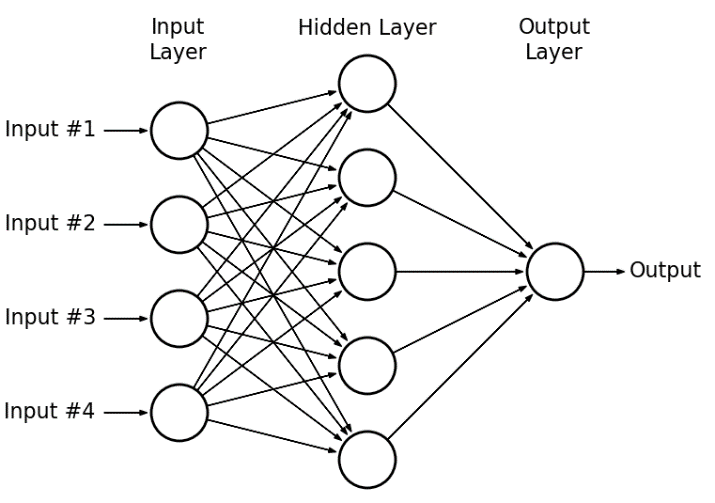 Input
Layer
Hidden Layer
Output
Layer
Input #1
Input #2
Input #3
Input #4
Output